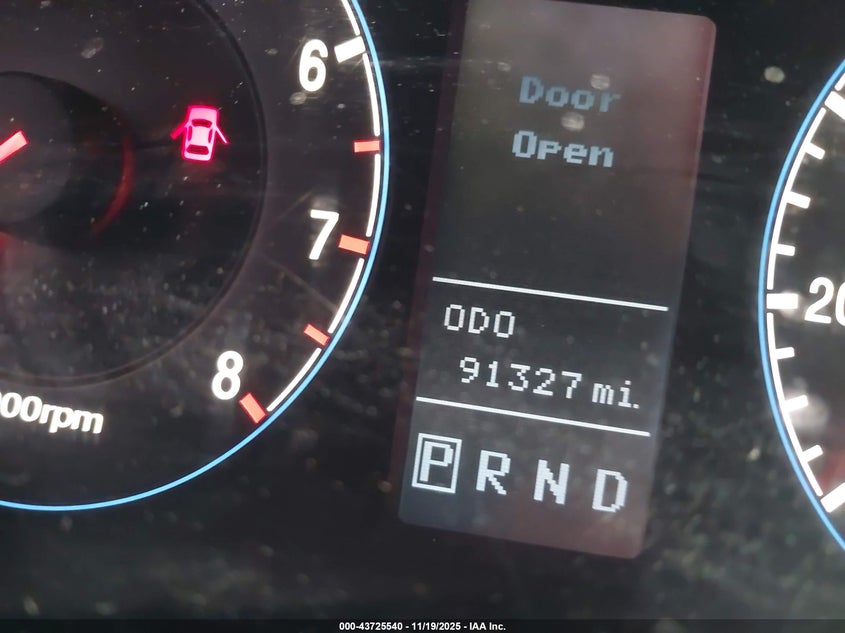 6
7
8
Door
Open
ODO
91327 mi.
P R N D
000-43725540 - 11/19/2025 - IAA Inc.